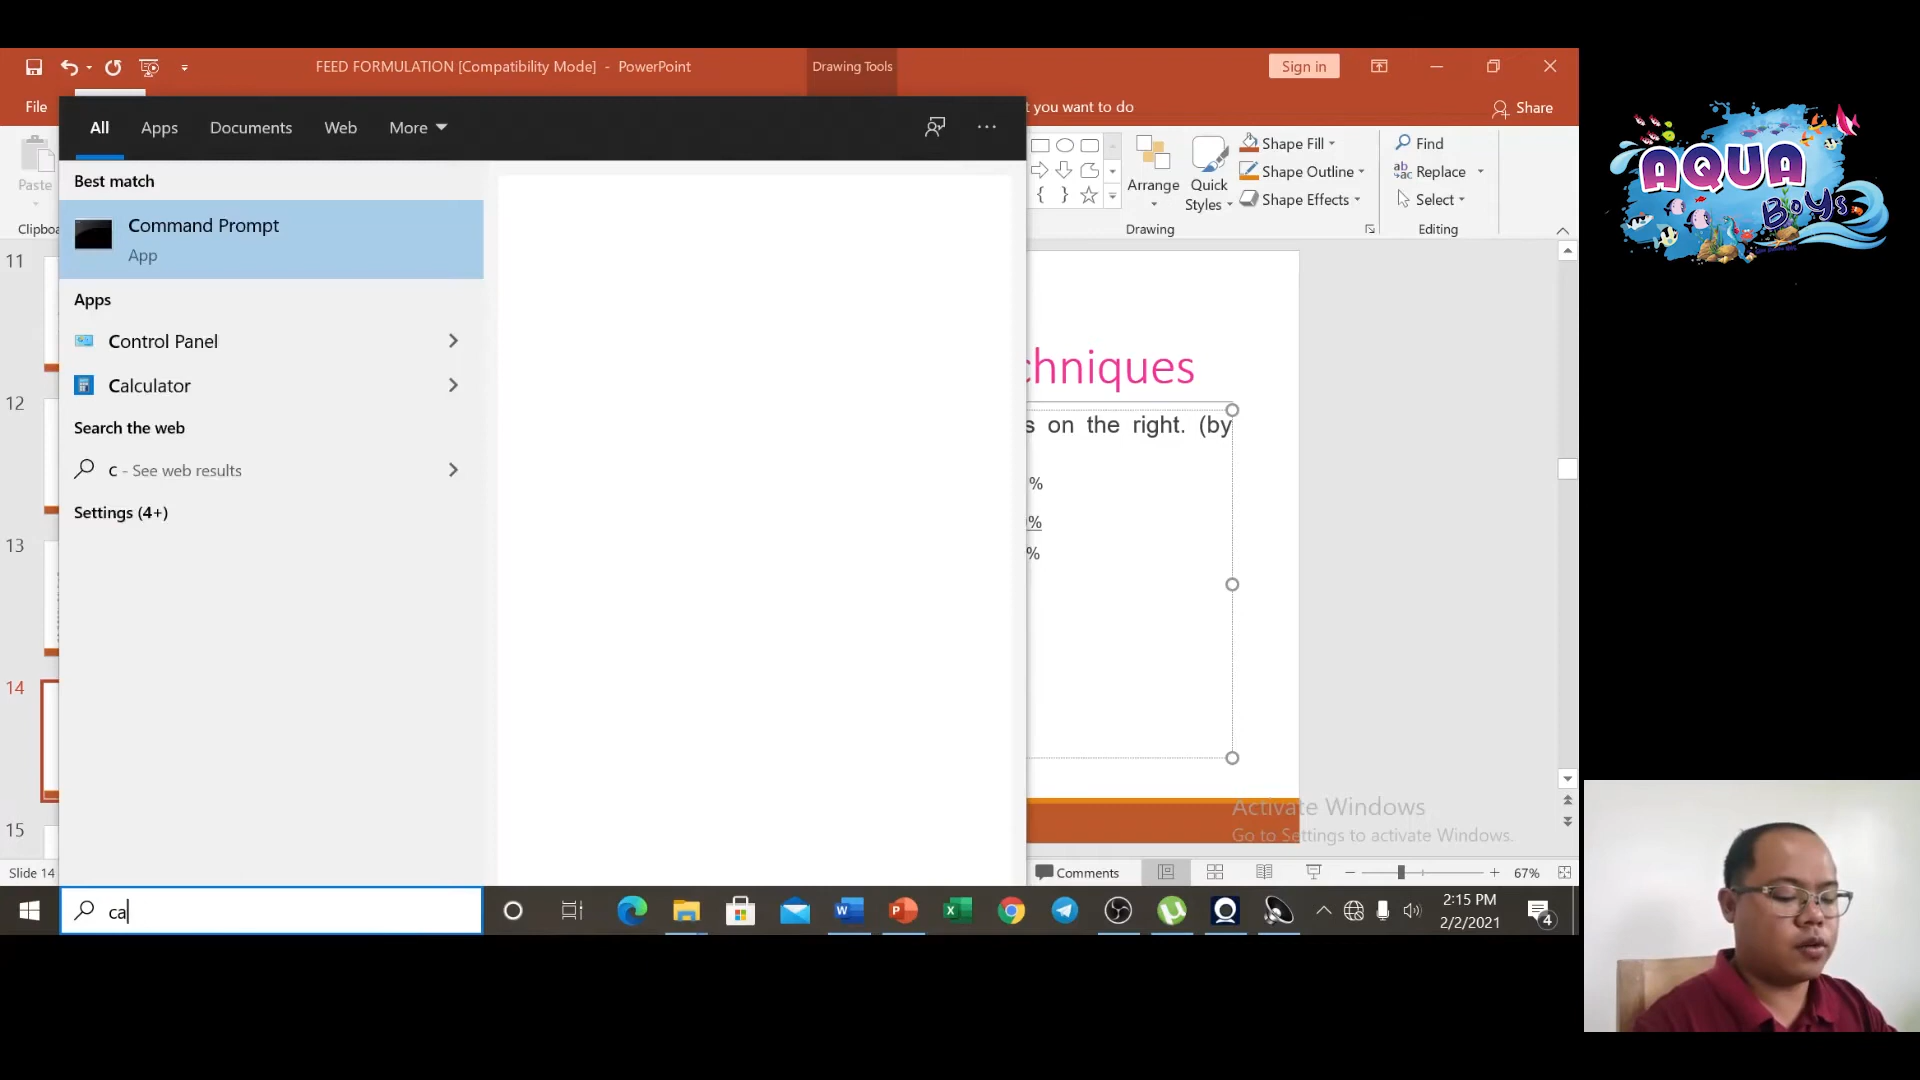 FEED FORMULATION [Compatibility Mode] - PowerPoint
Drawing Tools
Sign in
File
t you want to do
Share
All
Apps
Documents
Web
More
Paste
Clipboa
Arrange
Quick
Styles
Shape Fill
Shape Outline
Shape Effects
Find
Replace
Select
Drawing
Editing
AQUA
Boys
Best match
Command Prompt
App
Apps
Control Panel
Calculator
Search the web
c - See web results
Settings (4+)
11
12
13
14
15
chniques
s on the right. (by
%
%
%
Activate Windows
Go to Settings to activate Windows.
Slide 14
Comments
67%
ca
2:15 PM
2/2/2021
4